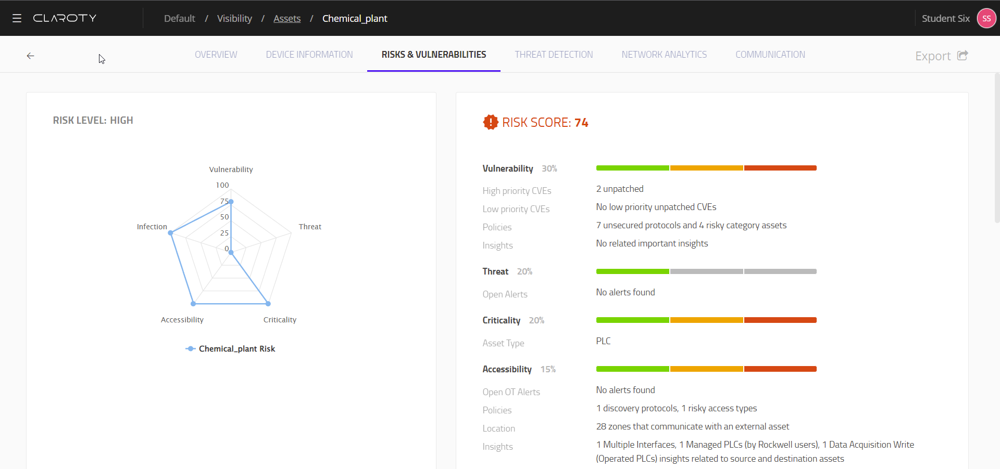 CLAROTY
Default / Visibility / Assets / Chemical_plant
Student Six SS
OVERVIEW DEVICE INFORMATION RISKS & VULNERABILITIES THREAT DETECTION NETWORK ANALYTICS COMMUNICATION
Export
RISK LEVEL: HIGH
Vulnerability
100
75
50
25
0
Infection
Threat
Accessibility
Criticality
Chemical_plant Risk
RISK SCORE: 74
Vulnerability 30%
High priority CVEs 2 unpatched
Low priority CVEs No low priority unpatched CVEs
Policies 7 unsecured protocols and 4 risky category assets
Insights No related important insights
Threat 20%
Open Alerts No alerts found
Criticality 20%
Asset Type PLC
Accessibility 15%
Open OT Alerts No alerts found
Policies 1 discovery protocols, 1 risky access types
Location 28 zones that communicate with an external asset
Insights 1 Multiple Interfaces, 1 Managed PLCs (by Rockwell users), 1 Data Acquisition Write
(Operated PLCs) insights related to source and destination assets